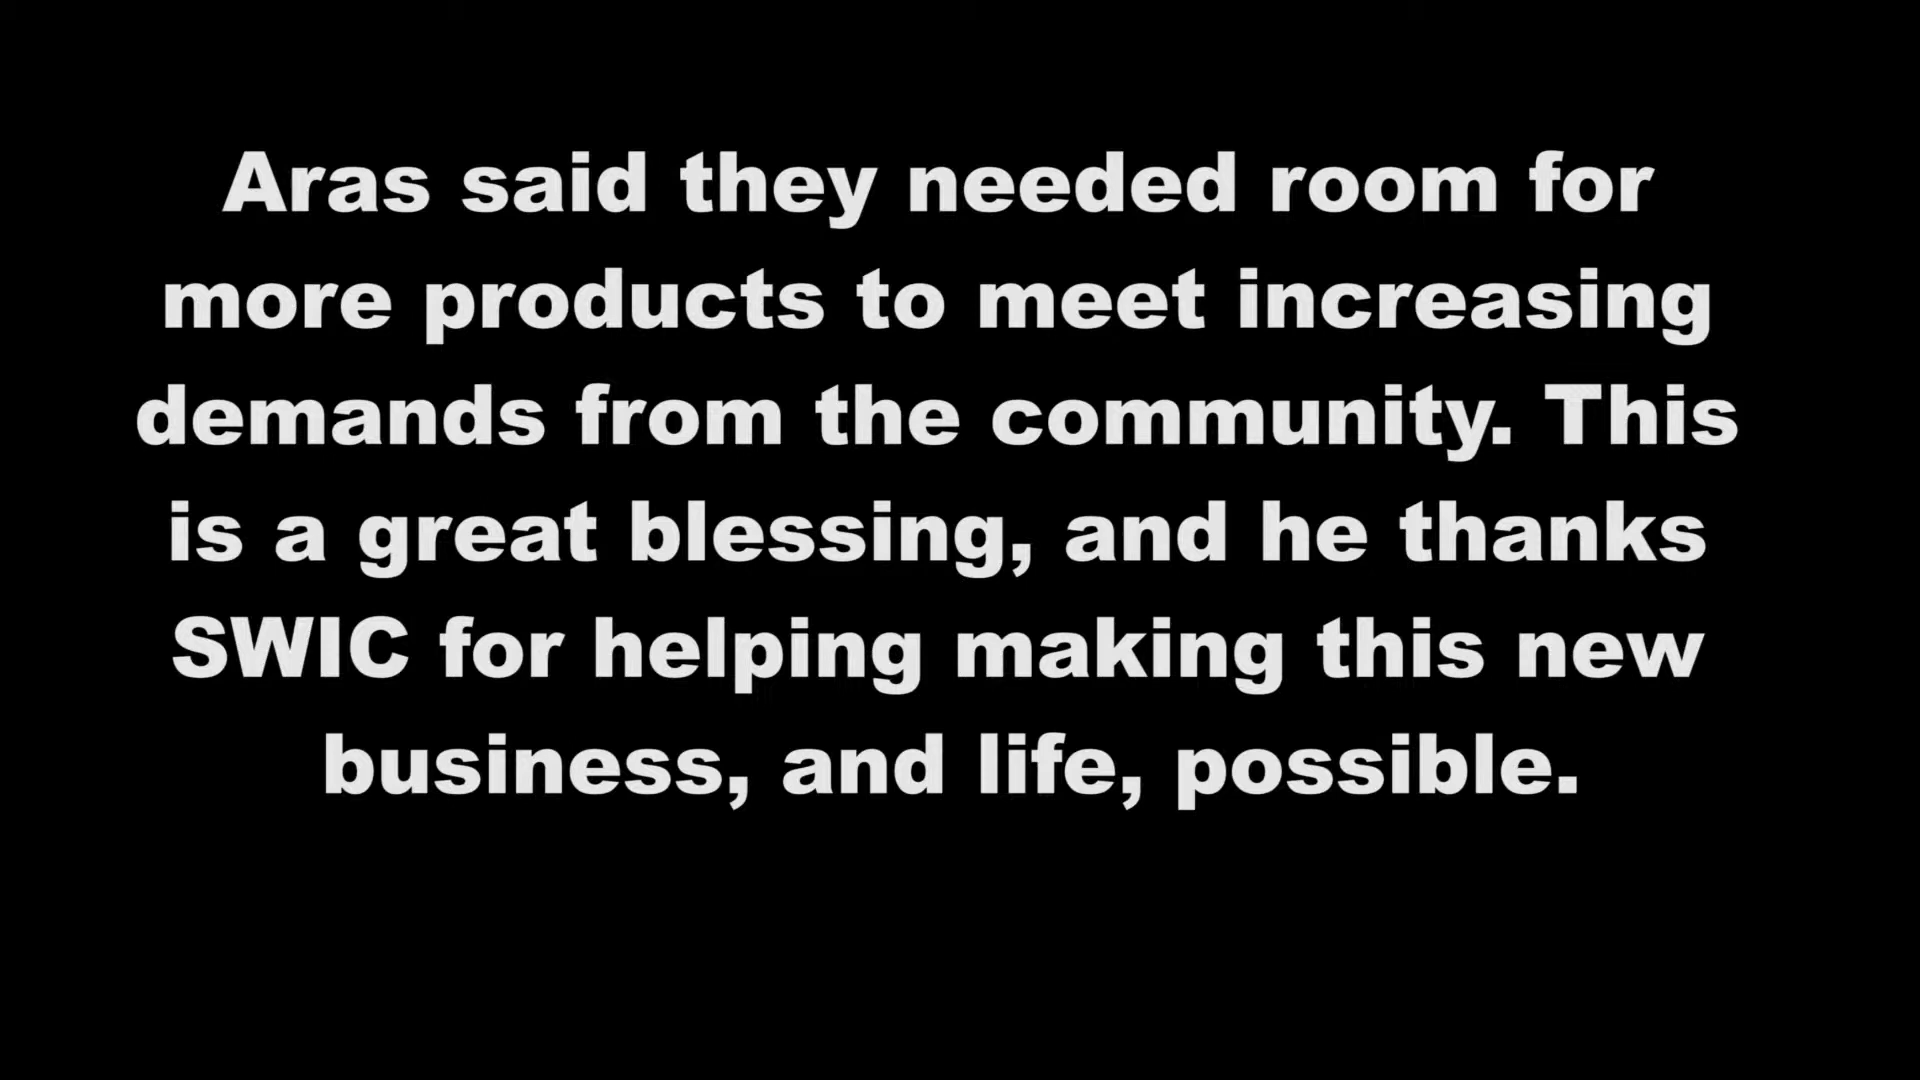 Aras said they needed room for
more products to meet increasing
demands from the community. This
is a great blessing, and he thanks
SWIC for helping making this new
business, and life, possible.